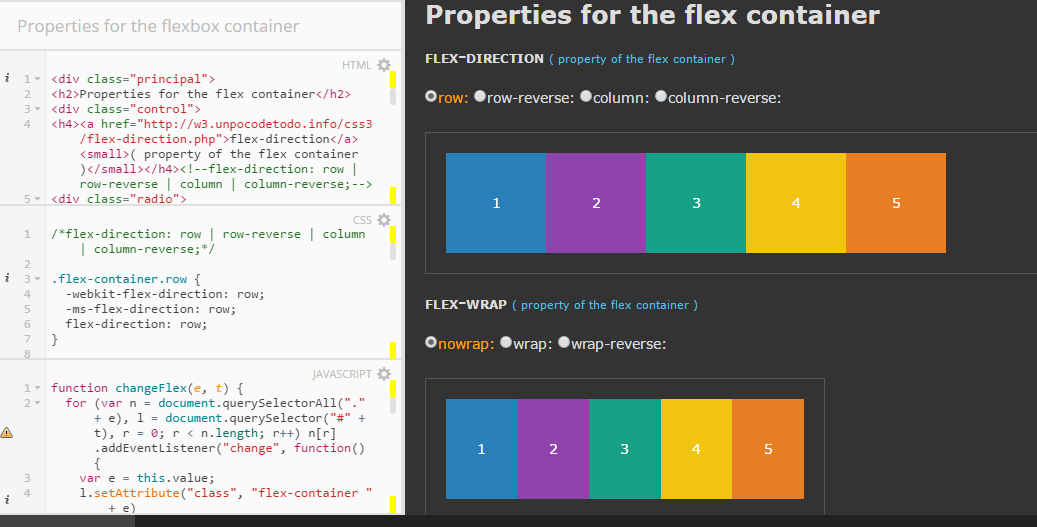 Properties for the flexbox container
HTML
i 1 <div class="principal">
2 <h2>Properties for the flex container</h2>
3 <div class="control">
4 <h4><a href="http://w3.unpocodetodo.info/css3
/flex-direction.php">flex-direction</a>
<small>( property of the flex container
)</small></h4><!--flex-direction: row |
row-reverse | column | column-reverse;-->
5 <div class="radio">
CSS
1 /*flex-direction: row | row-reverse | column
| column-reverse;*/
2
i 3 .flex-container.row {
4 -webkit-flex-direction: row;
5 -ms-flex-direction: row;
6 flex-direction: row;
7 }
8
JAVASCRIPT
1 function changeFlex(e, t) {
2 for (var n = document.querySelectorAll("."
+ e), l = document.querySelector("#" +
t), r = 0; r < n.length; r++) n[r]
.addEventListener("change", function()
{
3 var e = this.value;
i 4 l.setAttribute("class", "flex-container "
+ e)
Properties for the flex container
FLEX-DIRECTION ( property of the flex container )
row: row-reverse: column: column-reverse:
1 2 3 4 5
FLEX-WRAP ( property of the flex container )
nowrap: wrap: wrap-reverse:
1 2 3 4 5